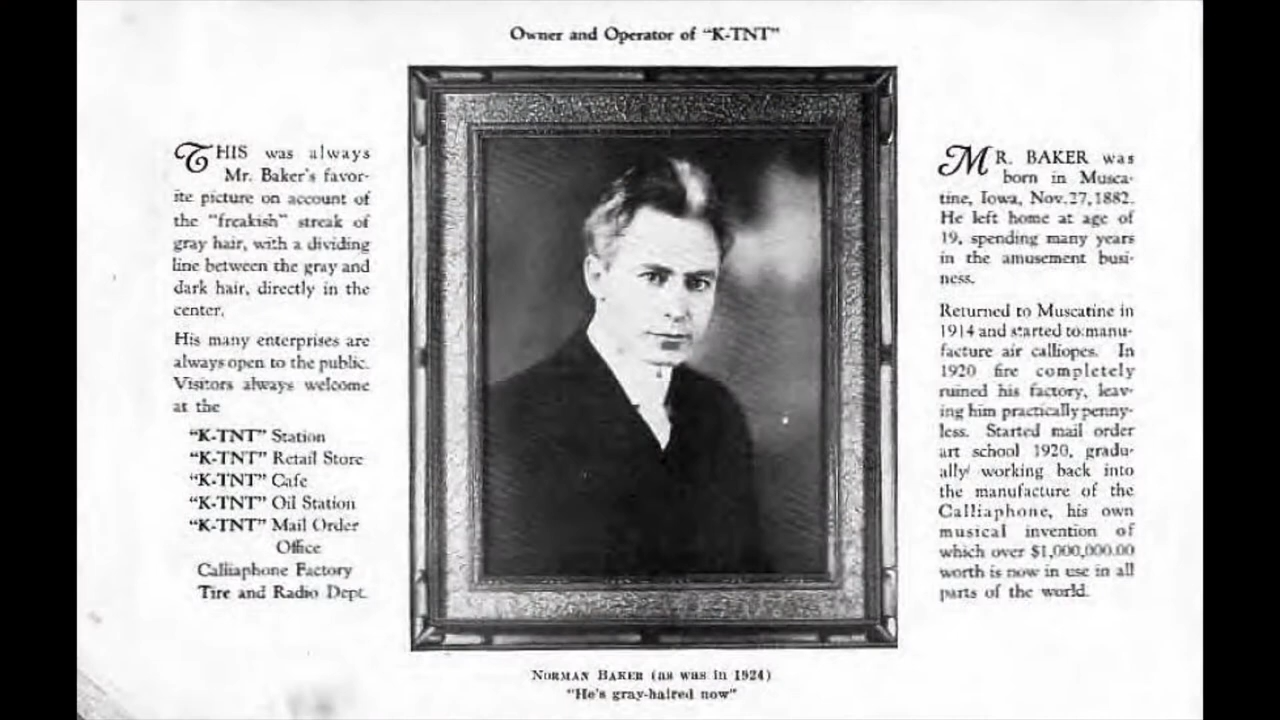 Owner and Operator of "K-TNT"
THIS was always
Mr. Baker's favor-
ite picture on account of
the "freakish" streak of
gray hair, with a dividing
line between the gray and
dark hair, directly in the
center.
His many enterprises are
always open to the public.
Visitors always welcome
at the
"K-TNT" Station
"K-TNT" Retail Store
"K-TNT" Cafe
"K-TNT" Oil Station
"K-TNT" Mail Order
Office
Calliaphone Factory
Tire and Radio Dept.
MR. BAKER was
born in Musca-
tine, Iowa, Nov. 27, 1882.
He left home at age of
19, spending many years
in the amusement busi-
ness.
Returned to Muscatine in
1914 and started to manu-
facture air calliopes. In
1920 fire completely
ruined his factory, leav-
ing him practically penny-
less. Started mail order
art school 1920, gradu-
ally working back into
the manufacture of the
Calliaphone, his own
musical invention of
which over $1,000,000.00
worth is now in use in all
parts of the world.
NORMAN BAKER (as was in 1924)
"He's gray-haired now"